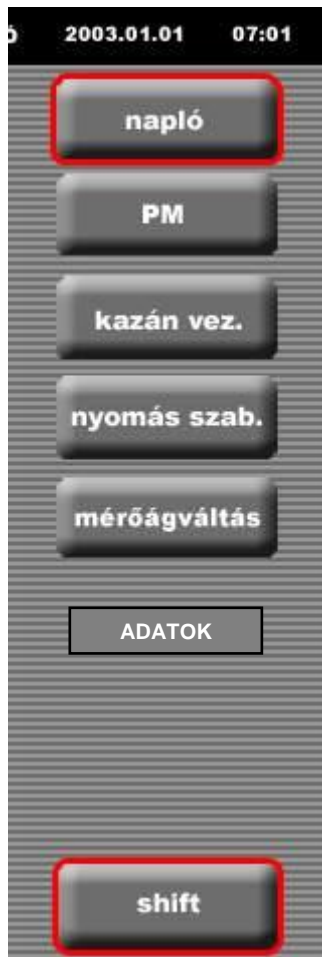 ó 2003.01.01 07:01
napló
PM
kazán vez.
nyomás szab.
mérőágváltás
ADATOK
shift